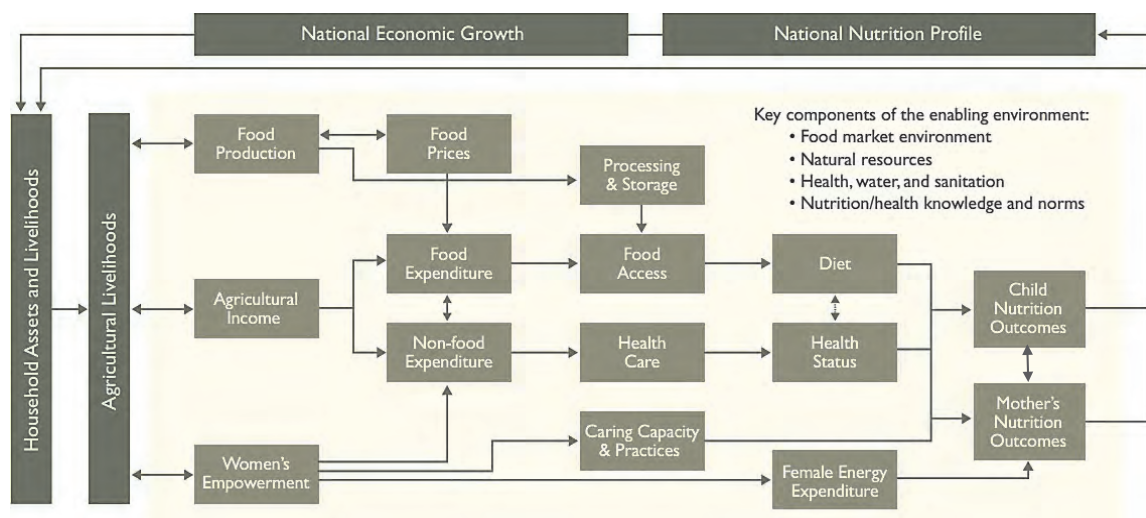 National Economic Growth
National Nutrition Profile
Household Assets and Livelihoods
Agricultural Livelihoods
Food
Production
Food
Prices
Processing
& Storage
Key components of the enabling environment:
• Food market environment
• Natural resources
• Health, water, and sanitation
• Nutrition/health knowledge and norms
Agricultural
Income
Food
Expenditure
Food
Access
Diet
Non-food
Expenditure
Health
Care
Health
Status
Child
Nutrition
Outcomes
Mother's
Nutrition
Outcomes
Women's
Empowerment
Caring Capacity
& Practices
Female Energy
Expenditure